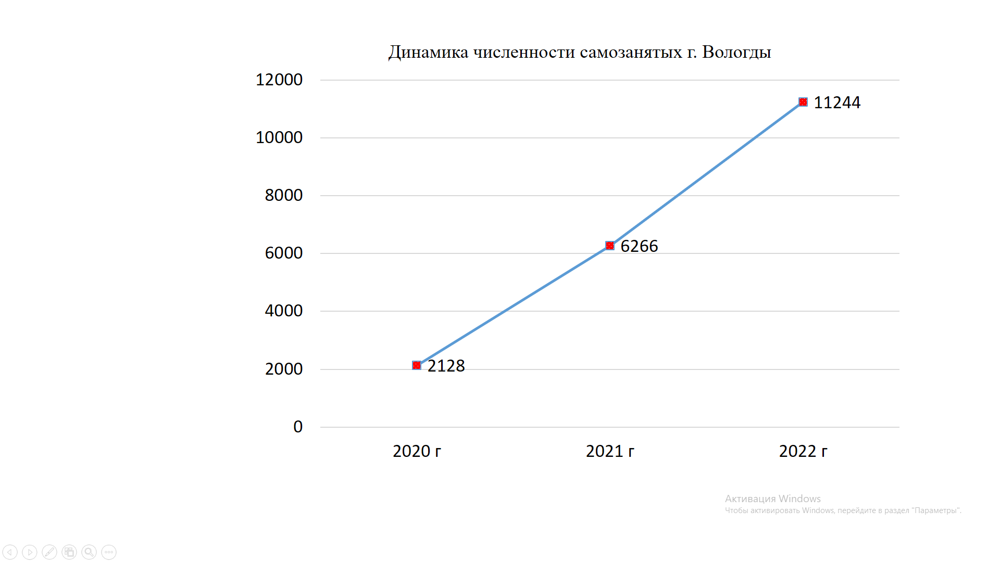 Динамика численности самозанятых г. Вологды
12000
11244
10000
8000
6000
6266
4000
2000
2128
0
2020 г
2021 г
2022 г
Активация Windows
Чтобы активировать Windows, перейдите в раздел "Параметры".